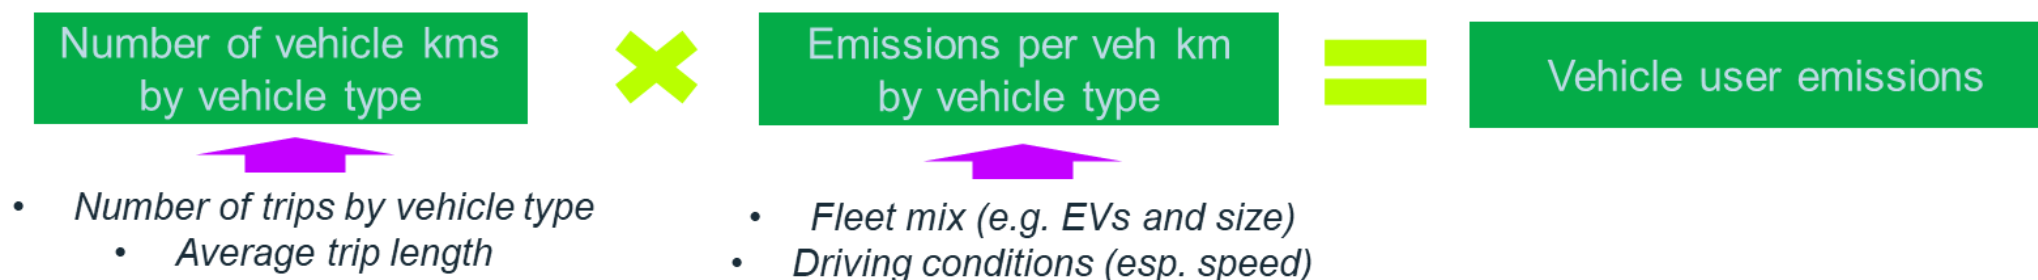 Number of vehicle kms
by vehicle type
Emissions per veh km
by vehicle type
Vehicle user emissions
• Number of trips by vehicle type
• Average trip length
• Fleet mix (e.g. EVs and size)
• Driving conditions (esp. speed)